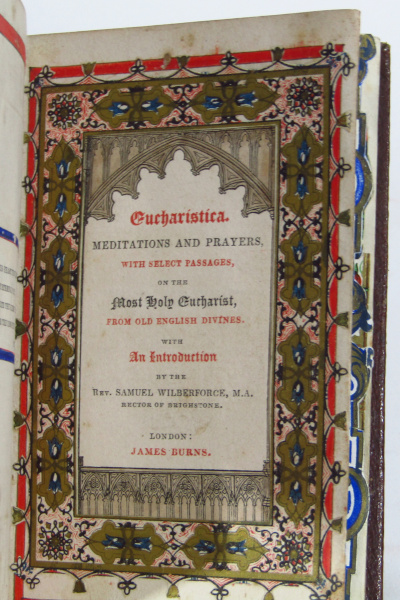 Eucharistica.
MEDITATIONS AND PRAYERS,
WITH SELECT PASSAGES,
ON THE
Most Holy Eucharist,
FROM OLD ENGLISH DIVINES.
WITH
An Introduction
BY THE
REV. SAMUEL WILBERFORCE, M.A.
RECTOR OF BRIGHSTONE.
LONDON:
JAMES BURNS.